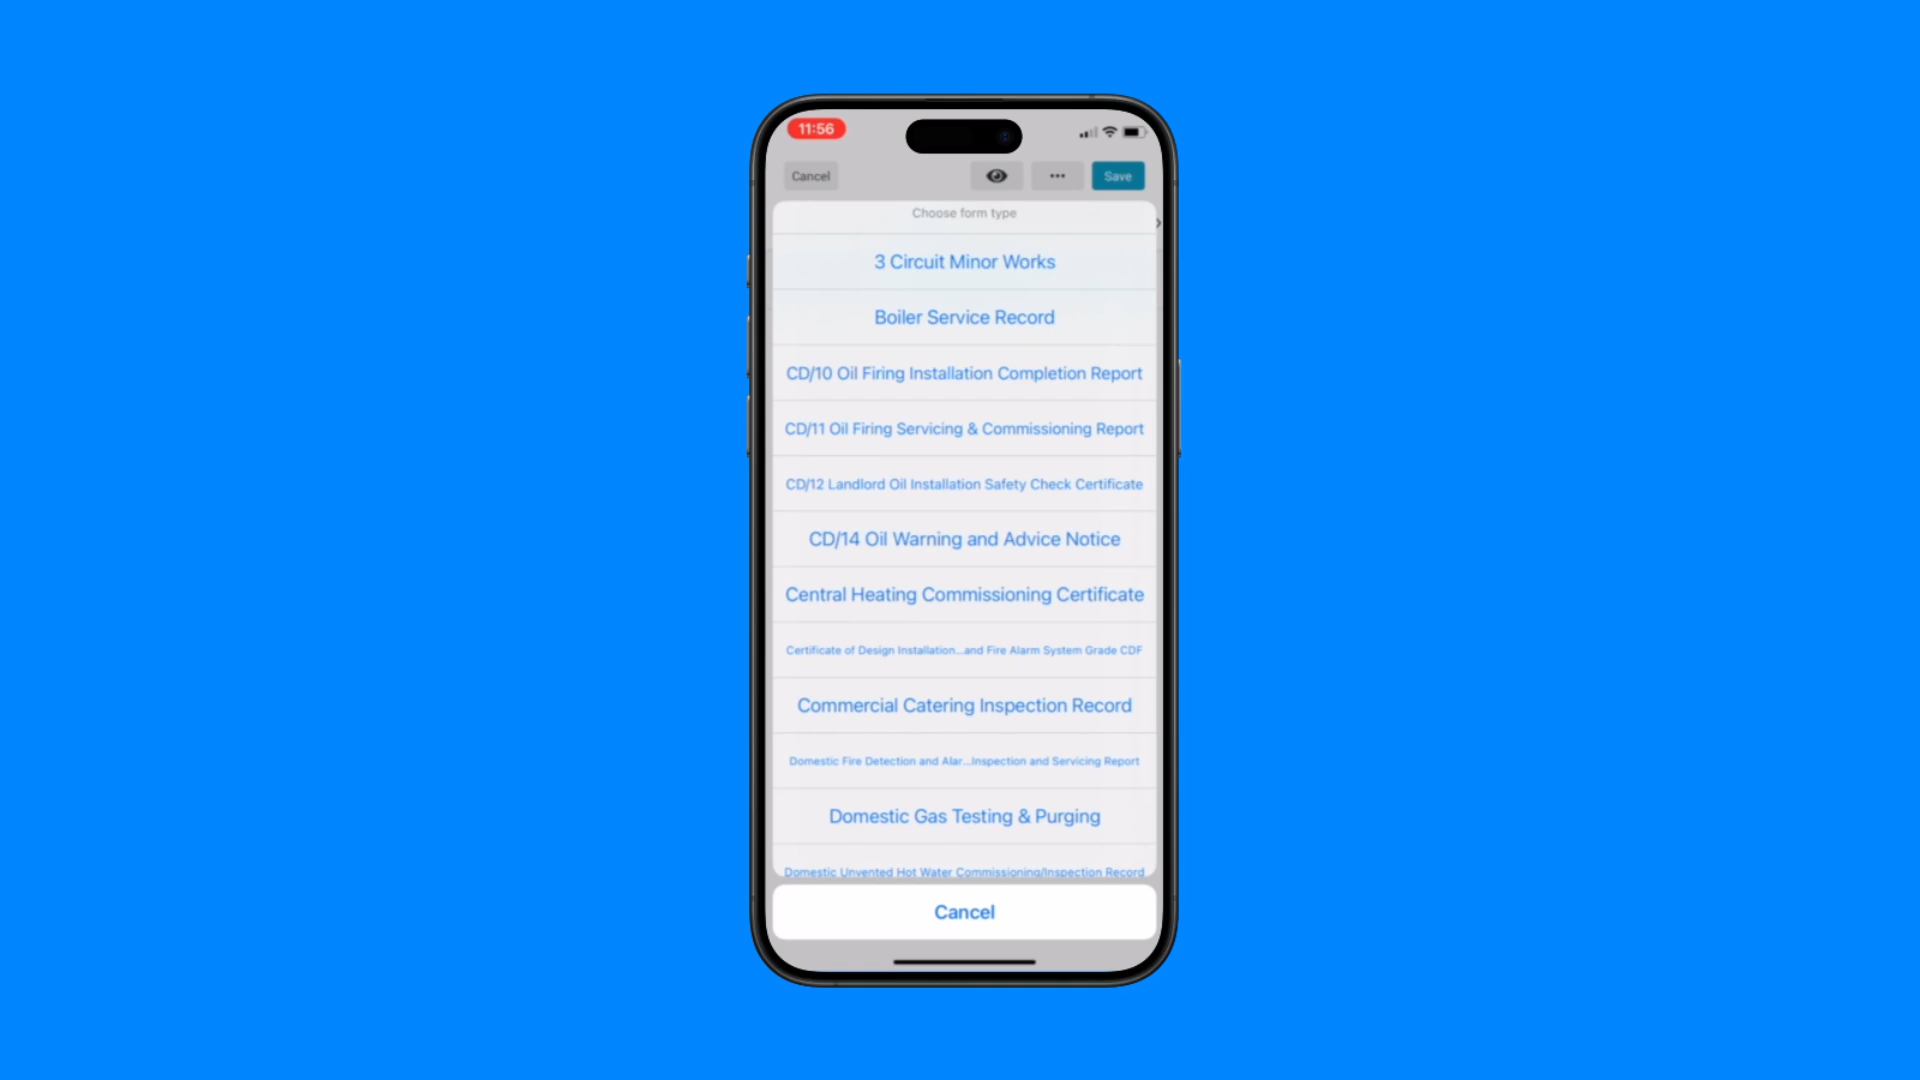 11:56
Cancel
Save
Choose form type
3 Circuit Minor Works
Boiler Service Record
CD/10 Oil Firing Installation Completion Report
CD/11 Oil Firing Servicing & Commissioning Report
CD/12 Landlord Oil Installation Safety Check Certificate
CD/14 Oil Warning and Advice Notice
Central Heating Commissioning Certificate
Certificate of Design Installation...and Fire Alarm System Grade CDF
Commercial Catering Inspection Record
Domestic Fire Detection and Alar...Inspection and Servicing Report
Domestic Gas Testing & Purging
Domestic Unvented Hot Water Commissioning/Inspection Record
Cancel